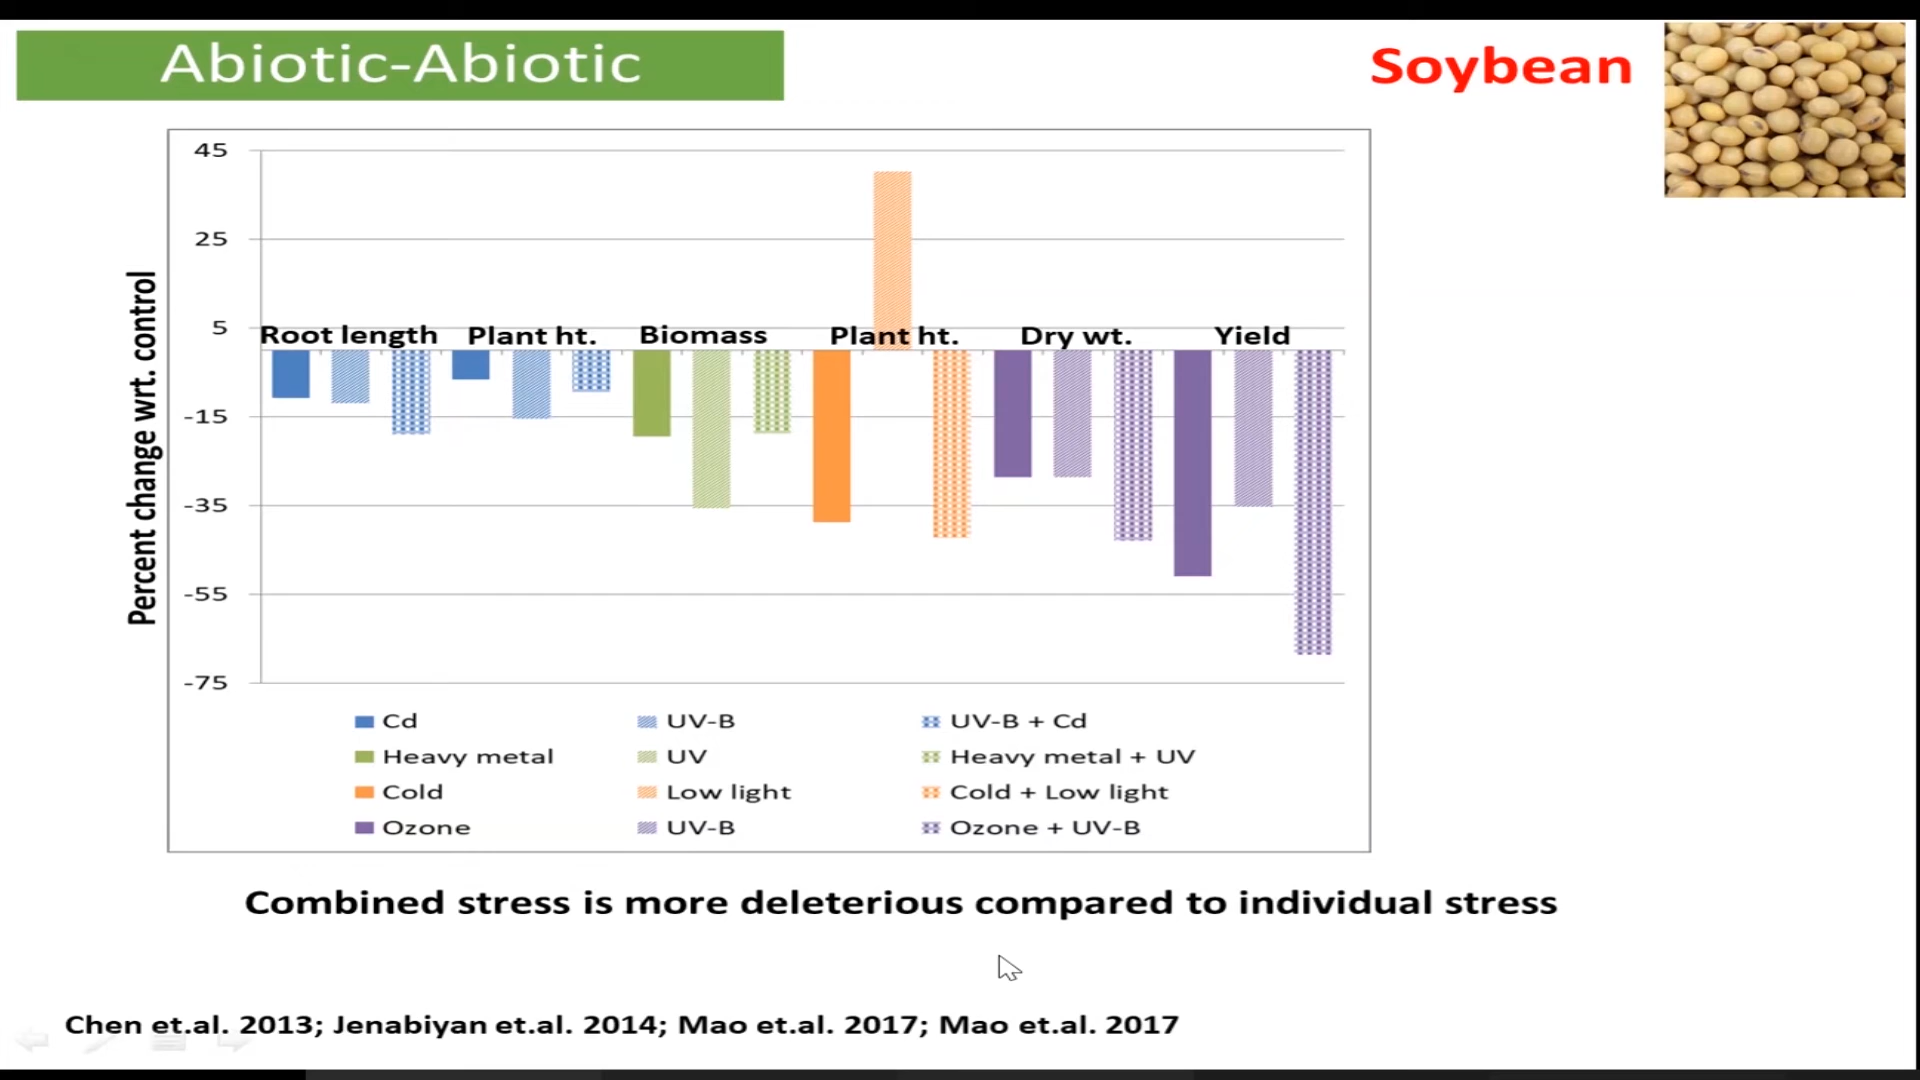 Abiotic-Abiotic
Soybean
Percent change wrt. control
45
25
5
-15
-35
-55
-75
Root length Plant ht. Biomass Plant ht. Dry wt. Yield
Cd UV-B UV-B + Cd
Heavy metal UV Heavy metal + UV
Cold Low light Cold + Low light
Ozone UV-B Ozone + UV-B
Combined stress is more deleterious compared to individual stress
Chen et.al. 2013; Jenabiyan et.al. 2014; Mao et.al. 2017; Mao et.al. 2017